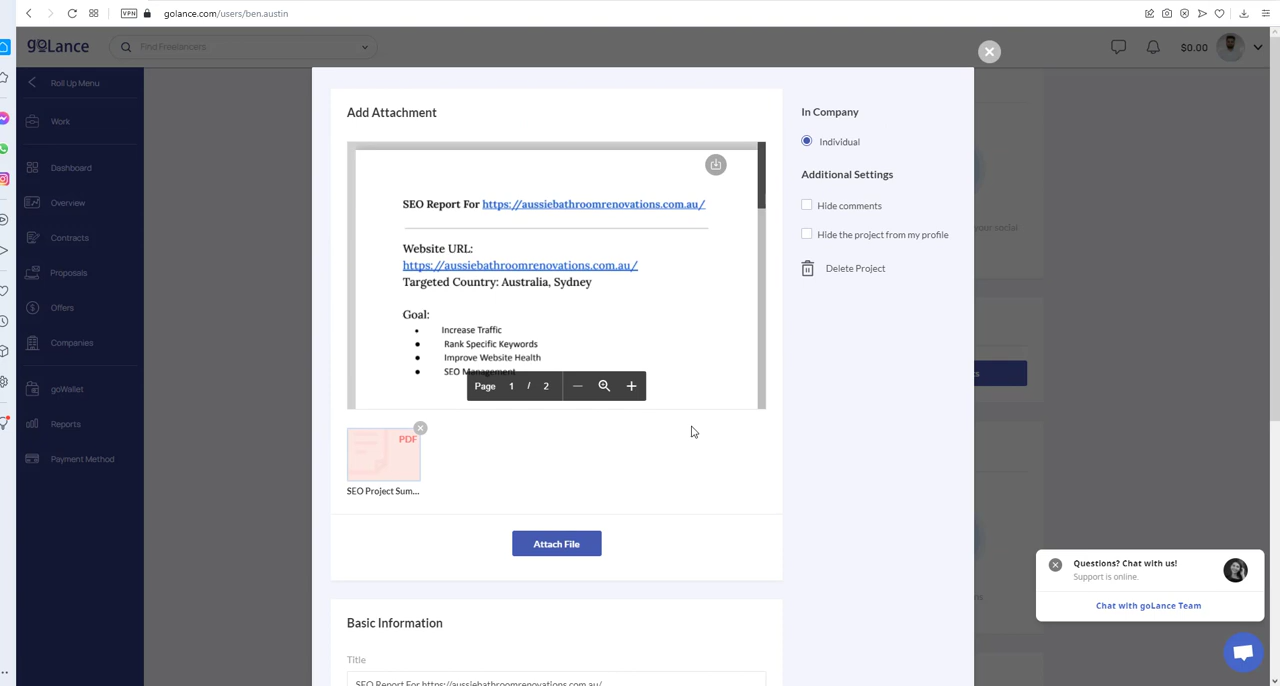 VPN
golance.com/users/ben.austin
goLance
Find Freelancers
$0.00
Roll Up Menu
Work
Dashboard
Overview
Contracts
Proposals
Offers
Companies
goWallet
Reports
Payment Method
Add Attachment
SEO Report For https://aussiebathroomrenovations.com.au/
Website URL:
https://aussiebathroomrenovations.com.au/
Targeted Country: Australia, Sydney
Goal:
Increase Traffic
Rank Specific Keywords
Improve Website Health
SEO Management
Page 1 / 2
PDF
SEO Project Sum...
Attach File
Basic Information
Title
SEO Report For https://aussiebathroomrenovations.com.au/
In Company
Individual
Additional Settings
Hide comments
Hide the project from my profile
Delete Project
your social
Questions? Chat with us!
Support is online.
Chat with goLance Team